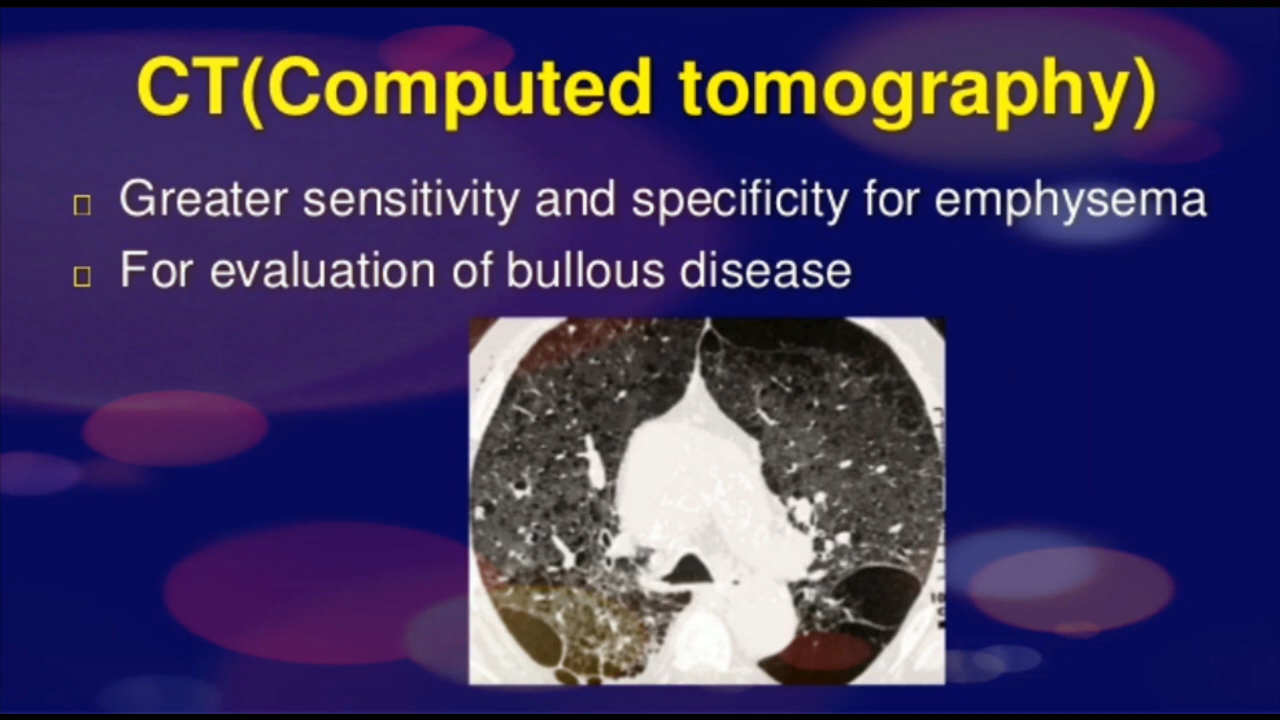 CT(Computed tomography)
Greater sensitivity and specificity for emphysema
For evaluation of bullous disease